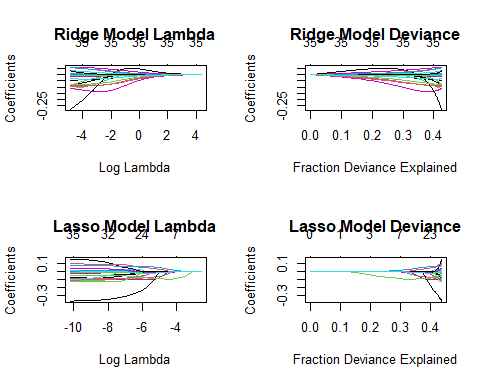 Ridge Model Lambda
35 35 35 35 35
Coefficients
-0.25
-4 -2 0 2 4
Log Lambda
Ridge Model Deviance
35 35 35 35 35
Coefficients
-0.25
0.0 0.1 0.2 0.3 0.4
Fraction Deviance Explained
Lasso Model Lambda
35 32 24 7
Coefficients
0.1
-0.3
-10 -8 -6 -4
Log Lambda
Lasso Model Deviance
0 1 3 7 23
Coefficients
0.1
-0.3
0.0 0.1 0.2 0.3 0.4
Fraction Deviance Explained